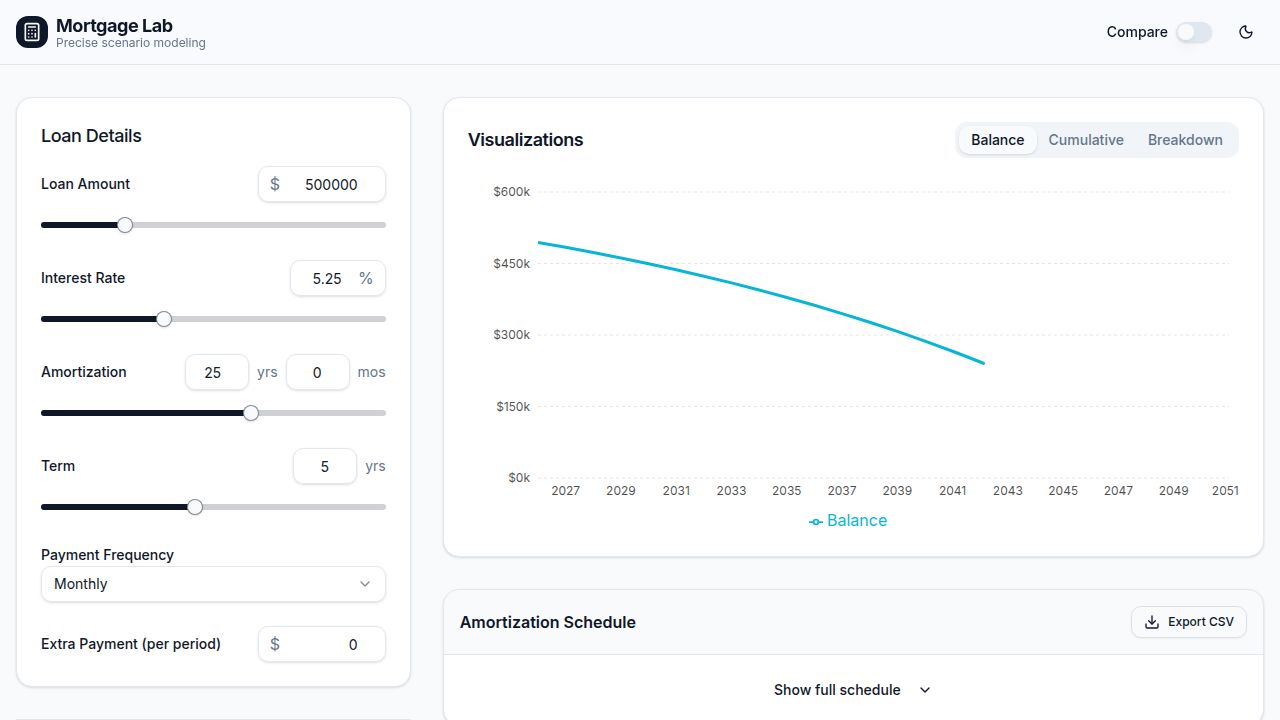 Mortgage Lab
Precise scenario modeling
Compare
Loan Details
Loan Amount
$ 500000
Interest Rate
5.25 %
Amortization
25 yrs 0 mos
Term
5 yrs
Payment Frequency
Monthly
Extra Payment (per period)
$ 0
Visualizations
Balance Cumulative Breakdown
$600k
$450k
$300k
$150k
$0k
2027 2029 2031 2033 2035 2037 2039 2041 2043 2045 2047 2049 2051
Balance
Amortization Schedule
Export CSV
Show full schedule